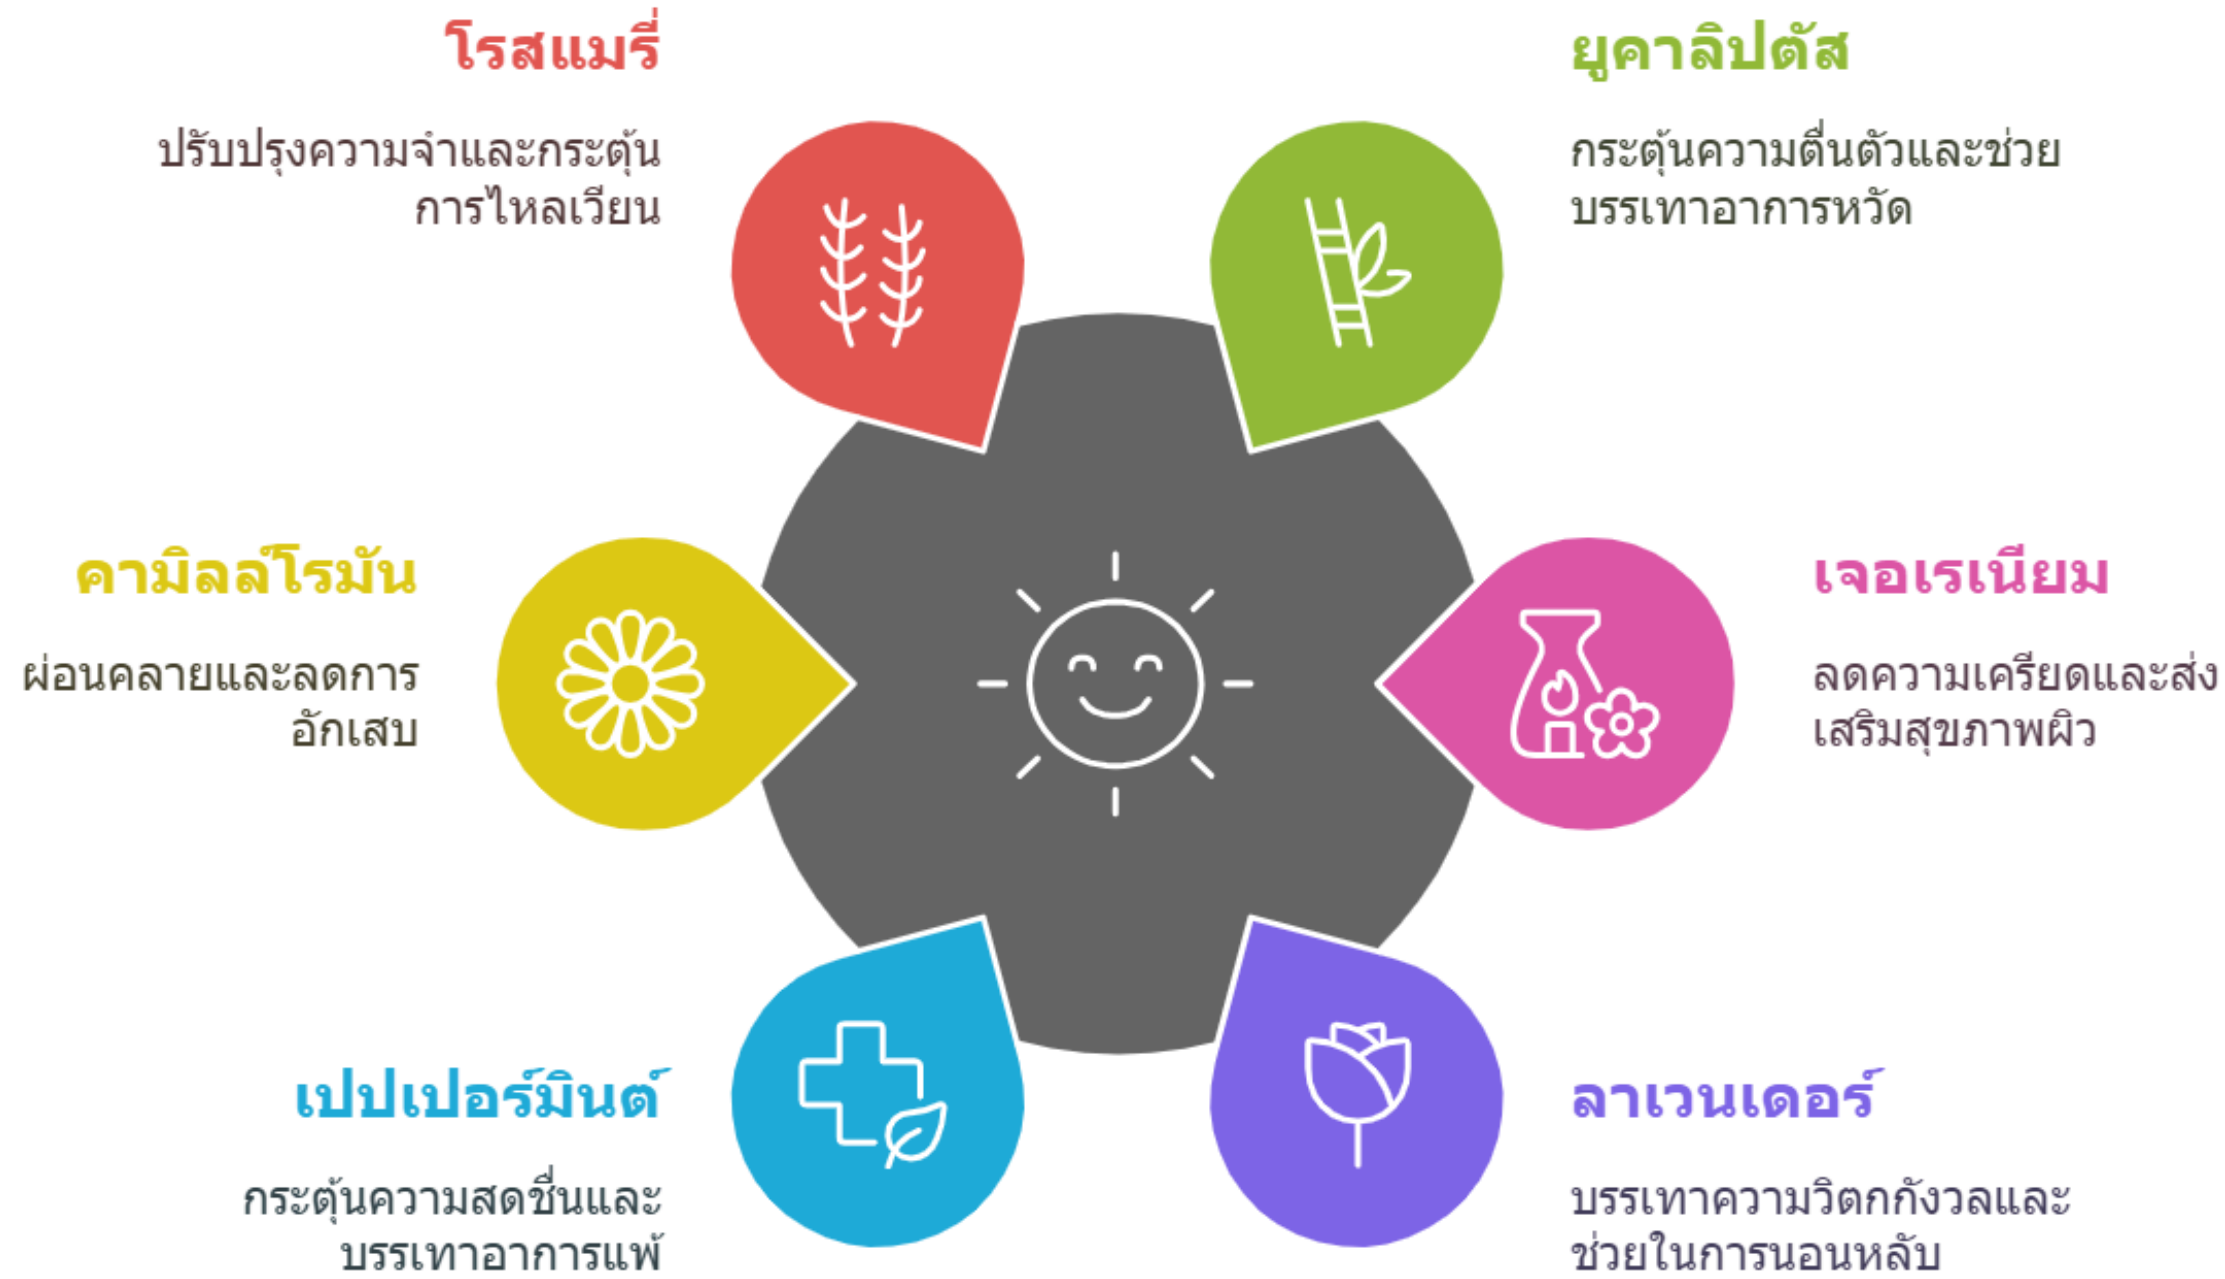 โรสแมรี่
ปรับปรุงความจำและกระตุ้น
การไหลเวียน
ยูคาลิปตัส
กระตุ้นความตื่นตัวและช่วย
บรรเทาอาการหวัด
คามิลล์โรมัน
ผ่อนคลายและลดการ
อักเสบ
เจอเรเนียม
ลดความเครียดและส่ง
เสริมสุขภาพผิว
เปปเปอร์มินต์
กระตุ้นความสดชื่นและ
บรรเทาอาการแพ้
ลาเวนเดอร์
บรรเทาความวิตกกังวลและ
ช่วยในการนอนหลับ